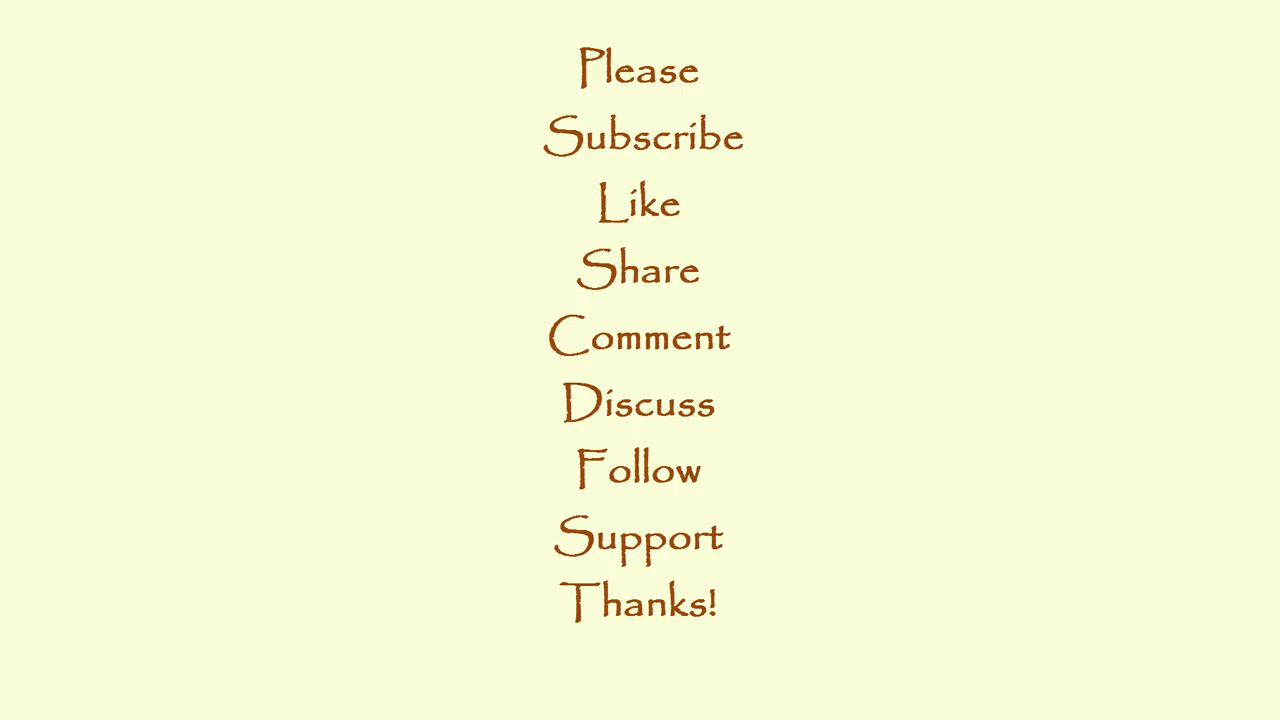 Please
Subscribe
Like
Share
Comment
Discuss
Follow
Support
Thanks!